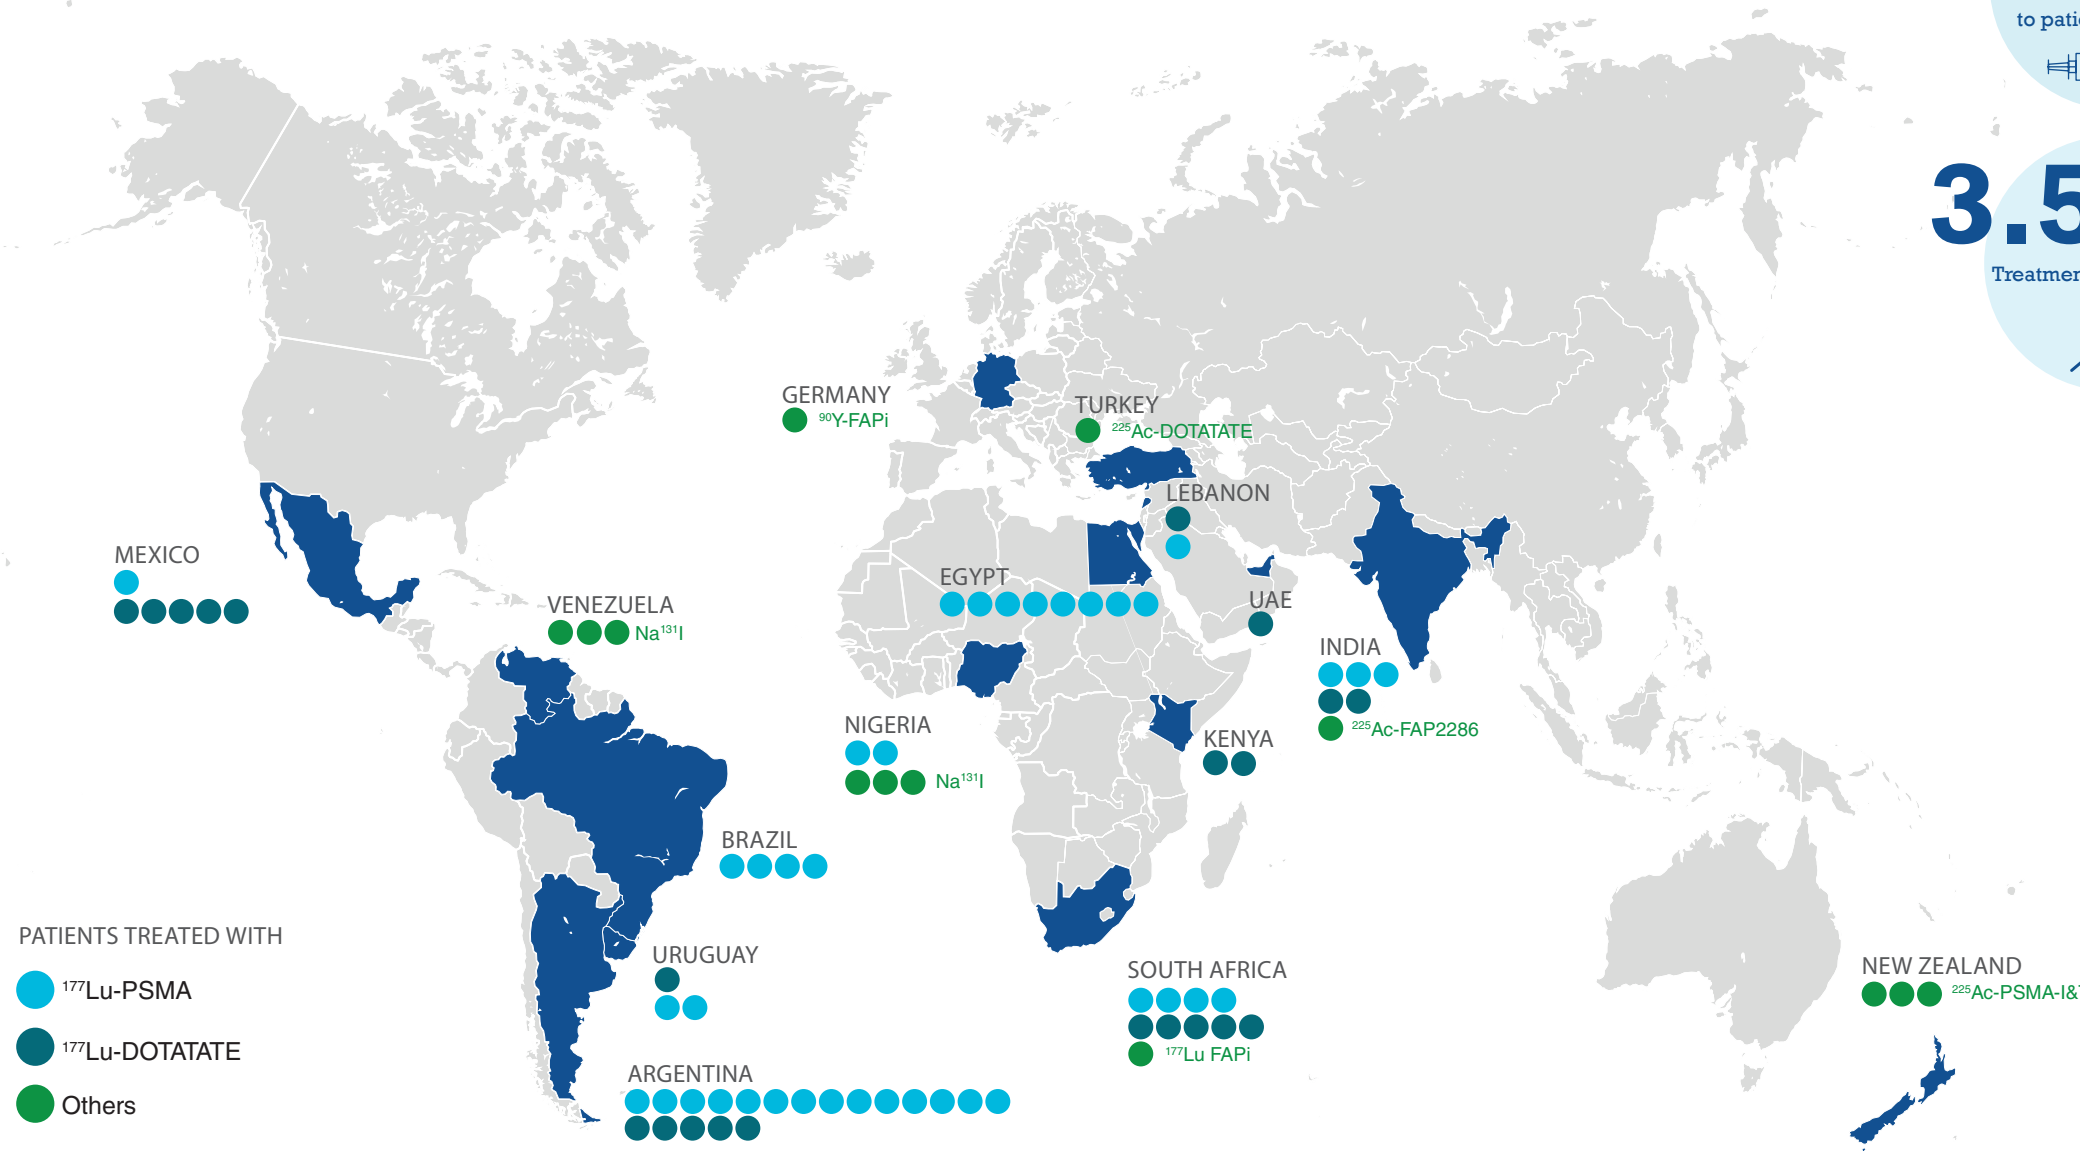 to
3.5
GERMANY
⁹⁰Y-FAPi
TURKEY
²²⁵Ac-DOTATATE
LEBANON
MEXICO
EGYPT
VENEZUELA
Na¹³¹I
UAE
INDIA
²²⁵Ac-FAP2286
NIGERIA
Na¹³¹I
KENYA
BRAZIL
PATIENTS TREATED WITH
¹⁷⁷Lu-PSMA
¹⁷⁷Lu-DOTATATE
Others
URUGUAY
SOUTH AFRICA
¹⁷⁷Lu FAPi
NEW ZEALAND
²²⁵Ac-PSMA-I&
ARGENTINA